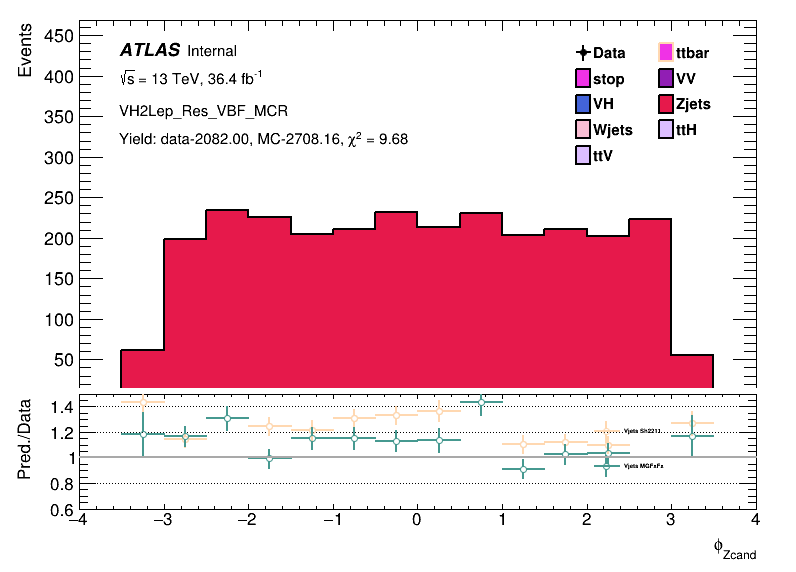 Events
450
400
350
300
250
200
150
100
50
ATLAS Internal
√s = 13 TeV, 36.4 fb⁻¹
VH2Lep_Res_VBF_MCR
Yield: data-2082.00, MC-2708.16, χ² = 9.68
Data
ttbar
stop
VV
VH
Zjets
Wjets
ttH
ttV
Pred./Data
1.4
1.2
1
0.8
0.6
Vjets Sh2211
Vjets MGFxFx
−4 −3 −2 −1 0 1 2 3 4
ϕ_Zcand